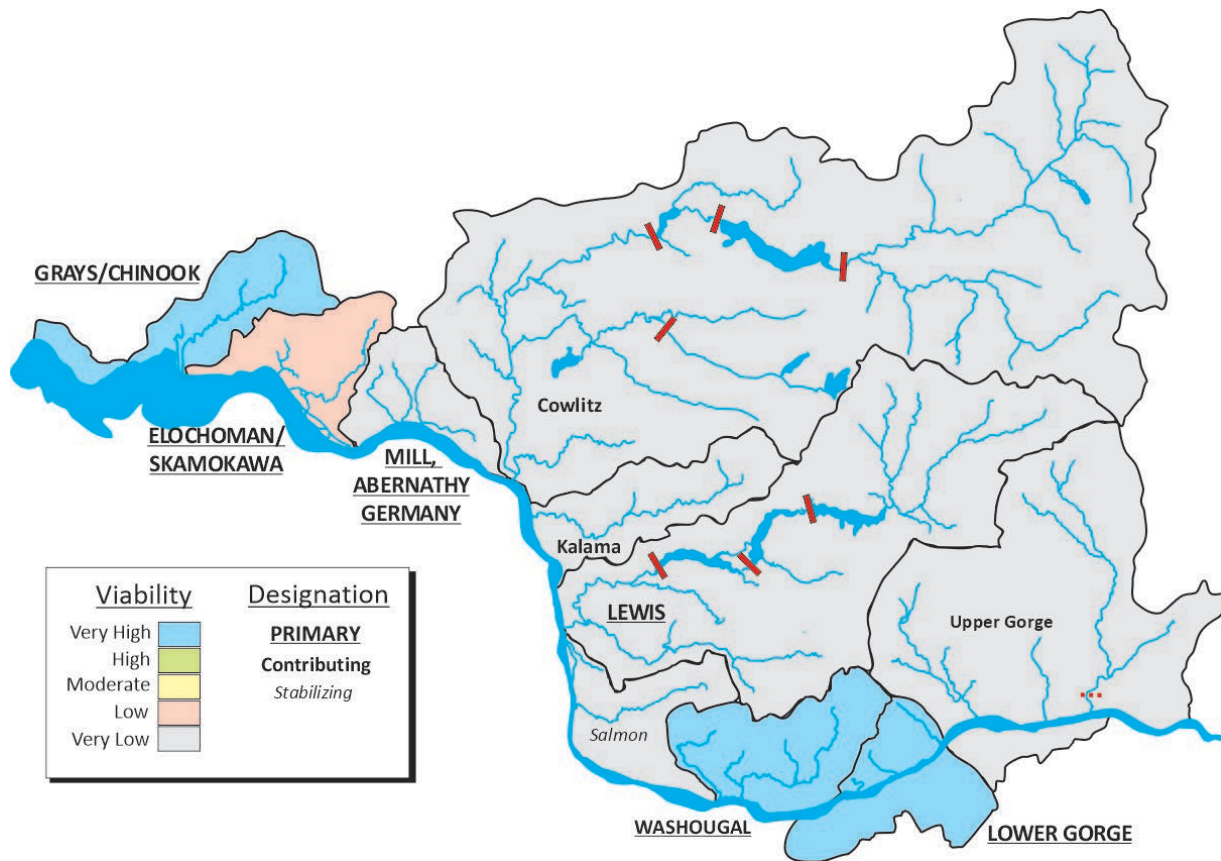 GRAYS/CHINOOK
ELOCHOMAN/
SKAMOKAWA
MILL,
ABERNATHY
GERMANY
Cowlitz
Kalama
LEWIS
Upper Gorge
Salmon
WASHOUGAL
LOWER GORGE
Viability
Very High
High
Moderate
Low
Very Low
Designation
PRIMARY
Contributing
Stabilizing